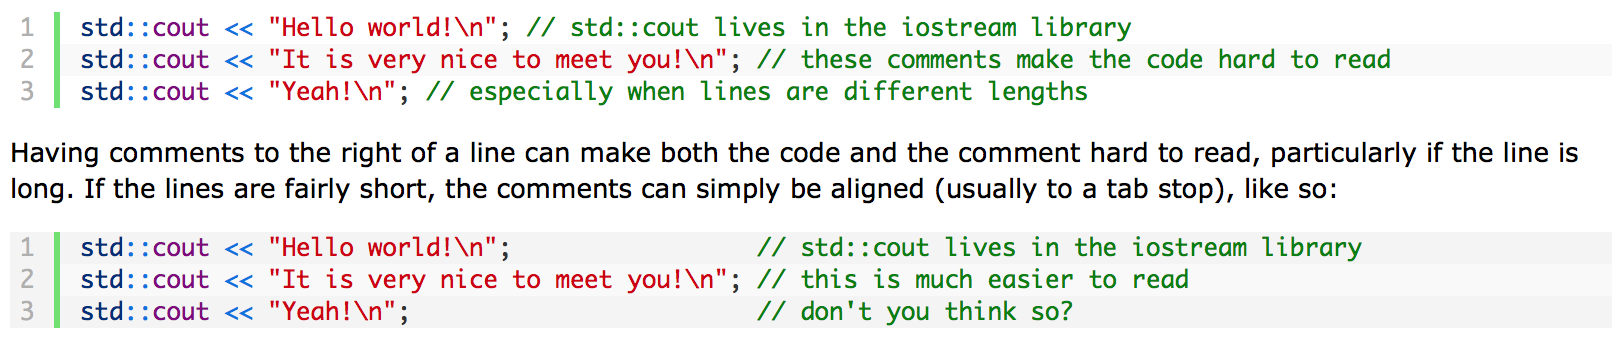 1 std::cout << "Hello world!\n"; // std::cout lives in the iostream library
2 std::cout << "It is very nice to meet you!\n"; // these comments make the code hard to read
3 std::cout << "Yeah!\n"; // especially when lines are different lengths
Having comments to the right of a line can make both the code and the comment hard to read, particularly if the line is
long. If the lines are fairly short, the comments can simply be aligned (usually to a tab stop), like so:
1 std::cout << "Hello world!\n";                 // std::cout lives in the iostream library
2 std::cout << "It is very nice to meet you!\n"; // this is much easier to read
3 std::cout << "Yeah!\n";                        // don't you think so?